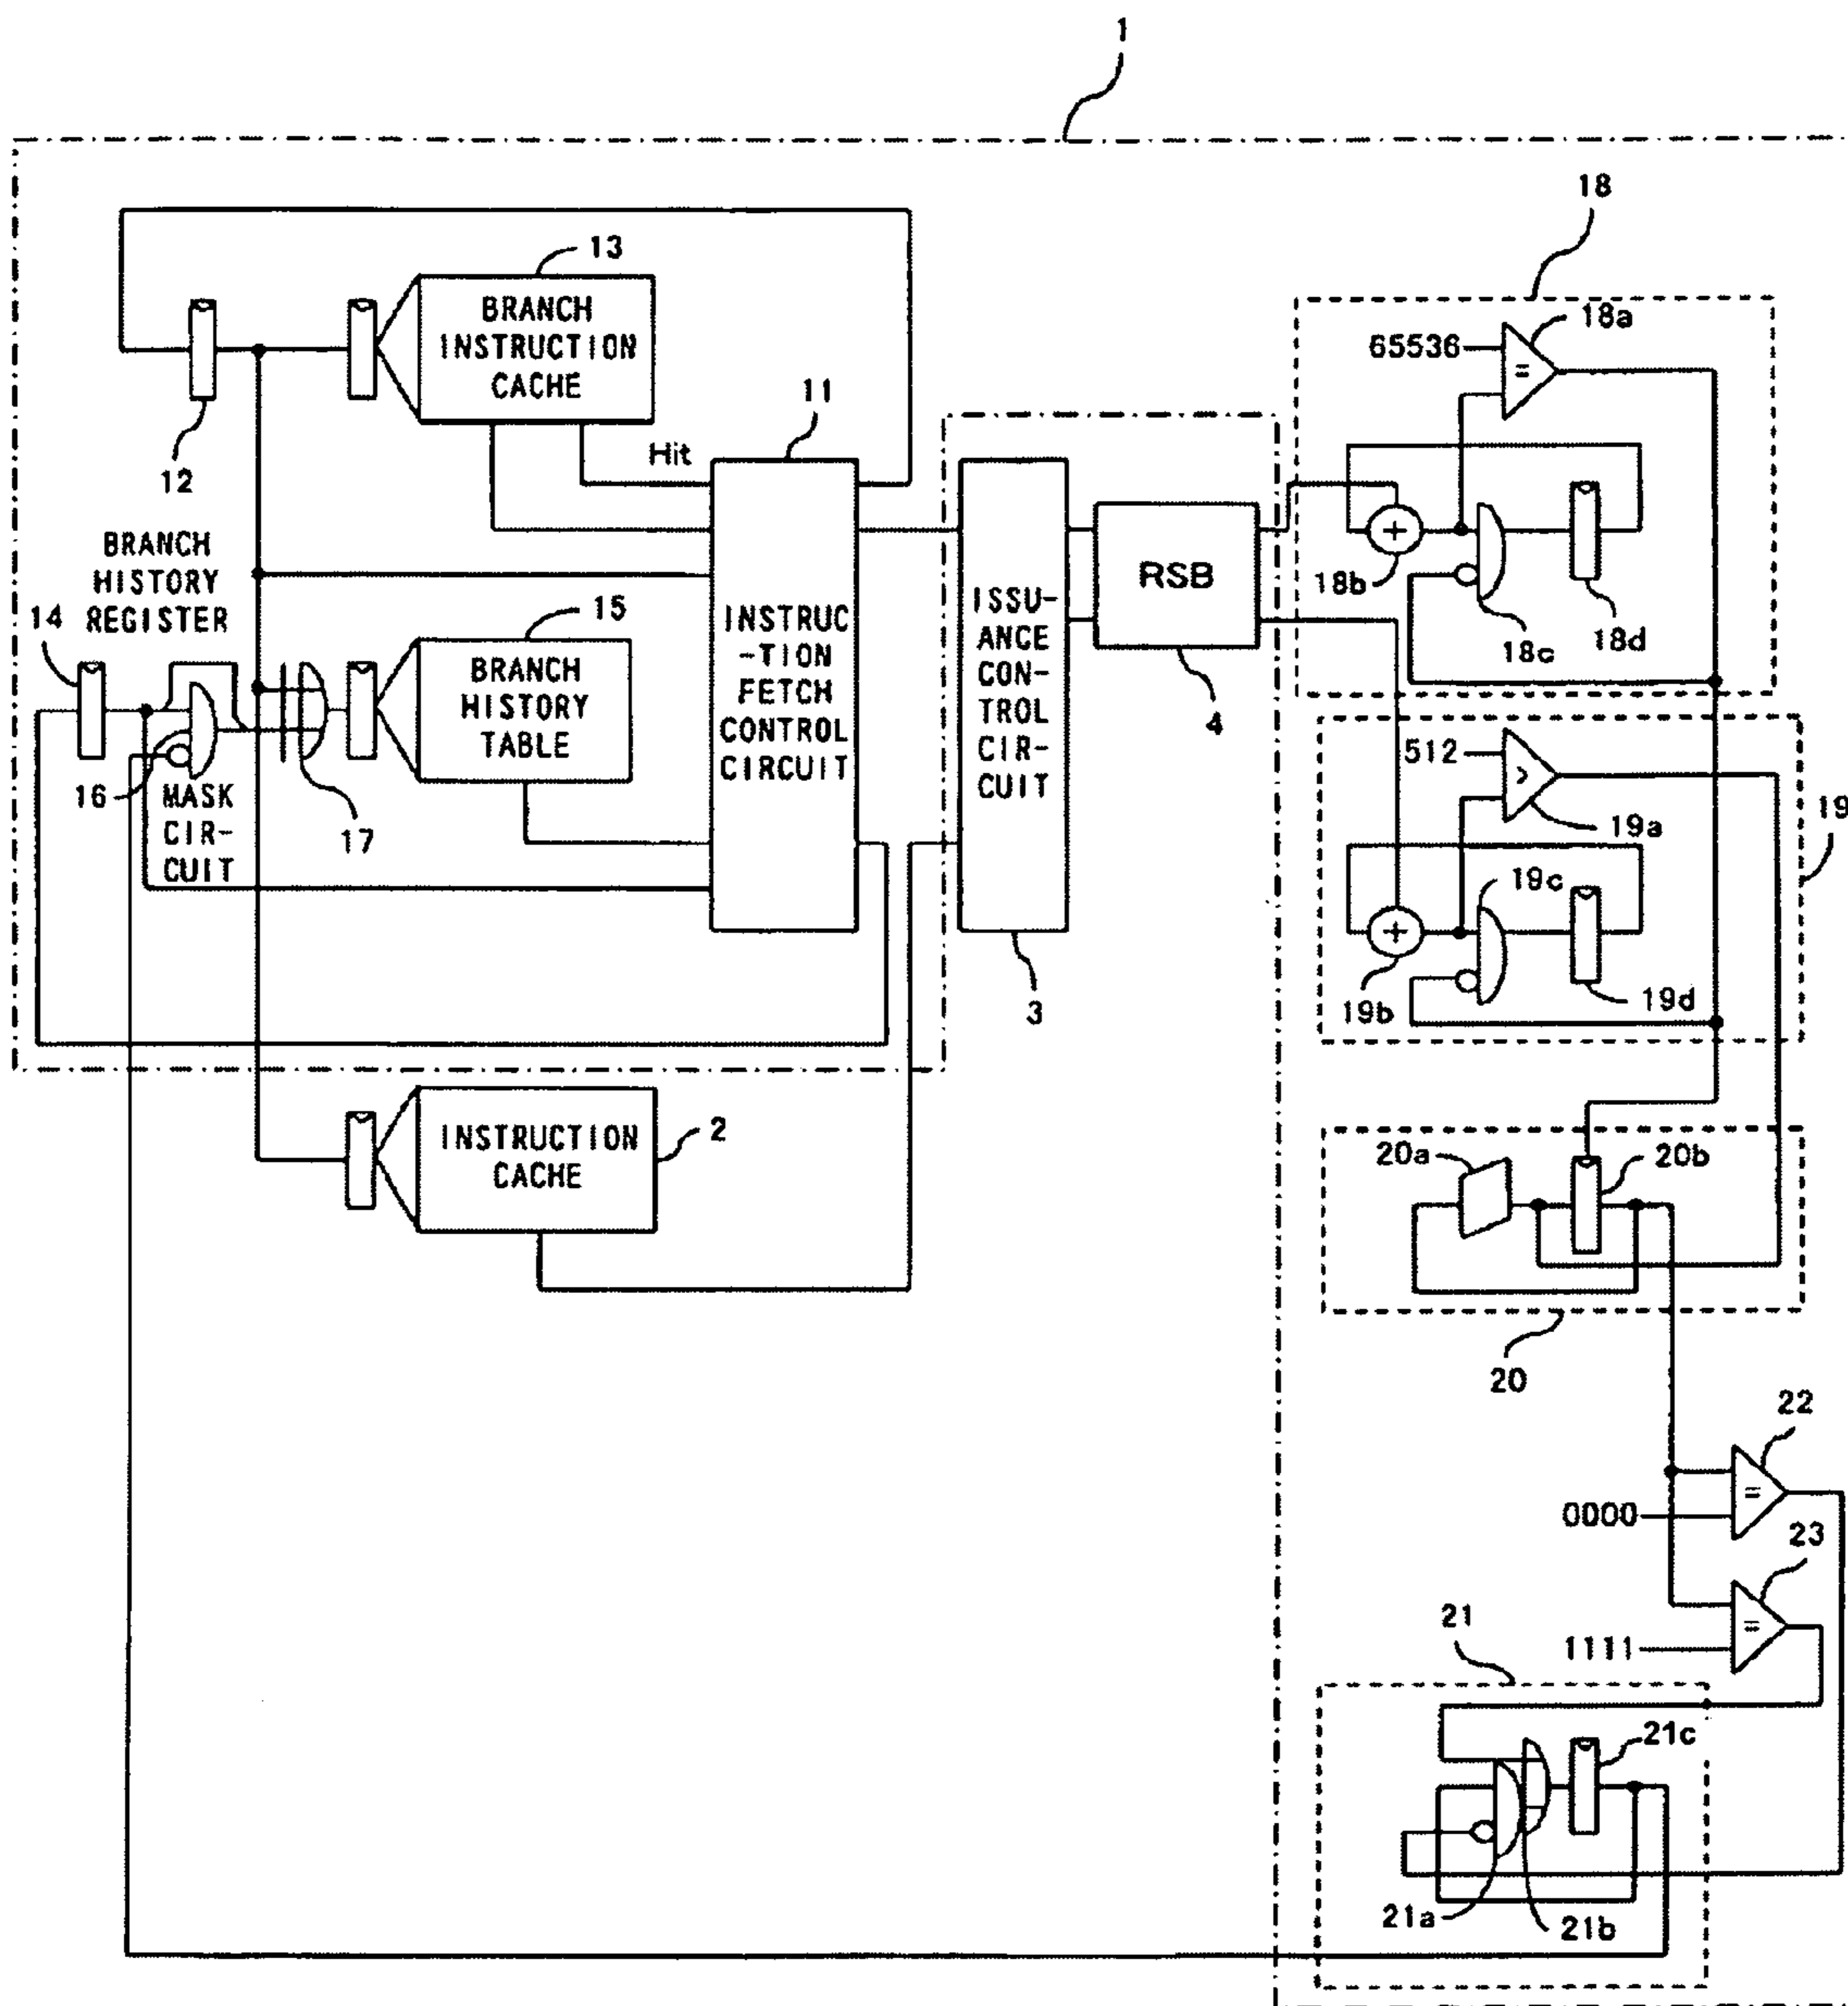 1
18
13
BRANCH
INSTRUCTION
CACHE
18a
65536
=
11
12
Hit
BRANCH
HISTORY
REGISTER
14
15
BRANCH
HISTORY
TABLE
INSTRUC
-TION
FETCH
CONTROL
CIRCUIT
ISSU-
ANCE
CON-
TROL
CIR-
CUIT
RSB
4
+
18b
18c
18d
16
MASK
CIR-
CUIT
17
512
>
19a
19
19c
+
19b
19d
3
INSTRUCTION
CACHE
2
20a
20b
20
22
=
0000
23
=
1111
21
21c
21a
21b